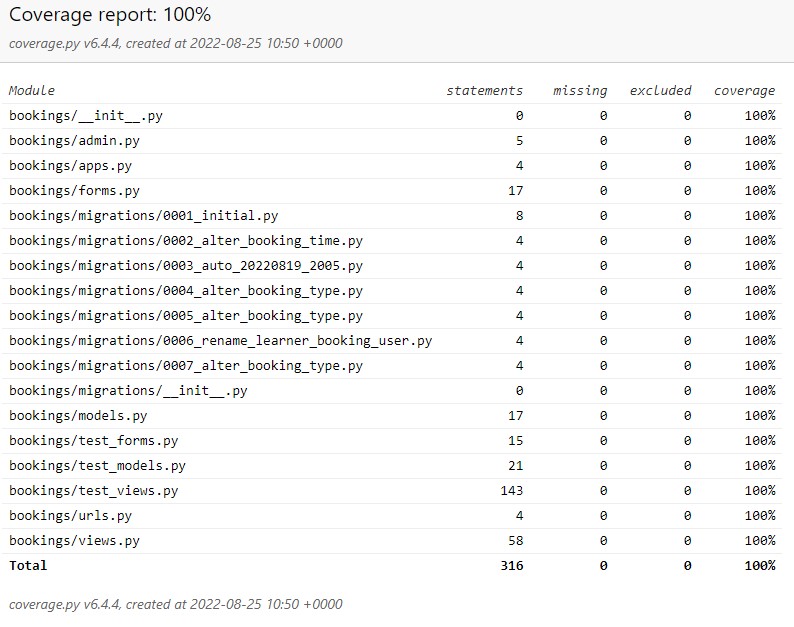 Coverage report: 100%
coverage.py v6.4.4, created at 2022-08-25 10:50 +0000
Module statements missing excluded coverage
bookings/__init__.py 0 0 0 100%
bookings/admin.py 5 0 0 100%
bookings/apps.py 4 0 0 100%
bookings/forms.py 17 0 0 100%
bookings/migrations/0001_initial.py 8 0 0 100%
bookings/migrations/0002_alter_booking_time.py 4 0 0 100%
bookings/migrations/0003_auto_20220819_2005.py 4 0 0 100%
bookings/migrations/0004_alter_booking_type.py 4 0 0 100%
bookings/migrations/0005_alter_booking_type.py 4 0 0 100%
bookings/migrations/0006_rename_learner_booking_user.py 4 0 0 100%
bookings/migrations/0007_alter_booking_type.py 4 0 0 100%
bookings/migrations/__init__.py 0 0 0 100%
bookings/models.py 17 0 0 100%
bookings/test_forms.py 15 0 0 100%
bookings/test_models.py 21 0 0 100%
bookings/test_views.py 143 0 0 100%
bookings/urls.py 4 0 0 100%
bookings/views.py 58 0 0 100%
Total 316 0 0 100%
coverage.py v6.4.4, created at 2022-08-25 10:50 +0000